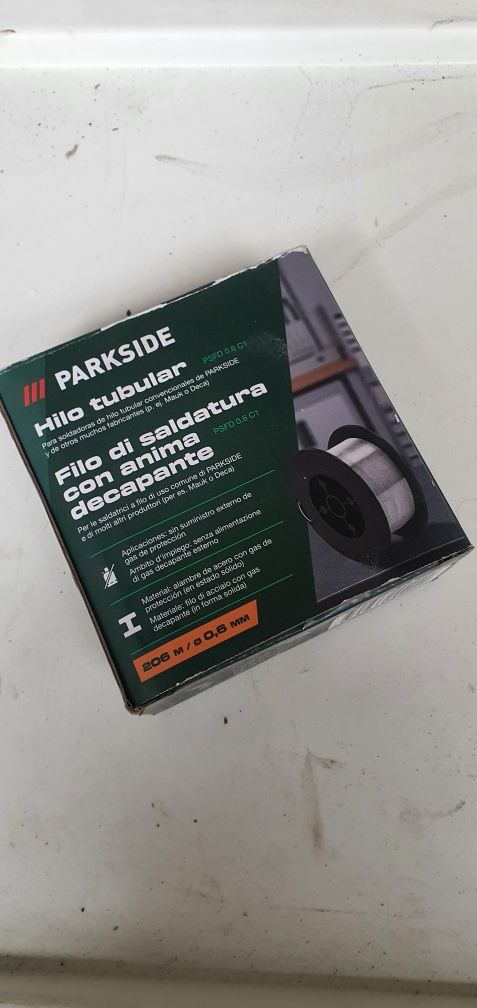 PARKSIDE
Hilo tubular PSFD 0.6 C1
Para soldadoras de hilo tubular convencionales de PARKSIDE
y de otros muchos fabricantes (p. ej. Mauk o Deca)
Filo di saldatura
con anima
decapante PSFD 0.6 C1
Per le saldatrici a filo di uso comune di PARKSIDE
e di molti altri produttori (per es. Mauk o Deca)
Aplicaciones: sin suministro externo de
gas de protección
Ambito d'impiego: senza alimentazione
di gas decapante esterno
Material: alambre de acero con gas de
protección (en estado sólido)
Materiale: filo di acciaio con gas
decapante (in forma solida)
206 M / Ø 0,6 MM